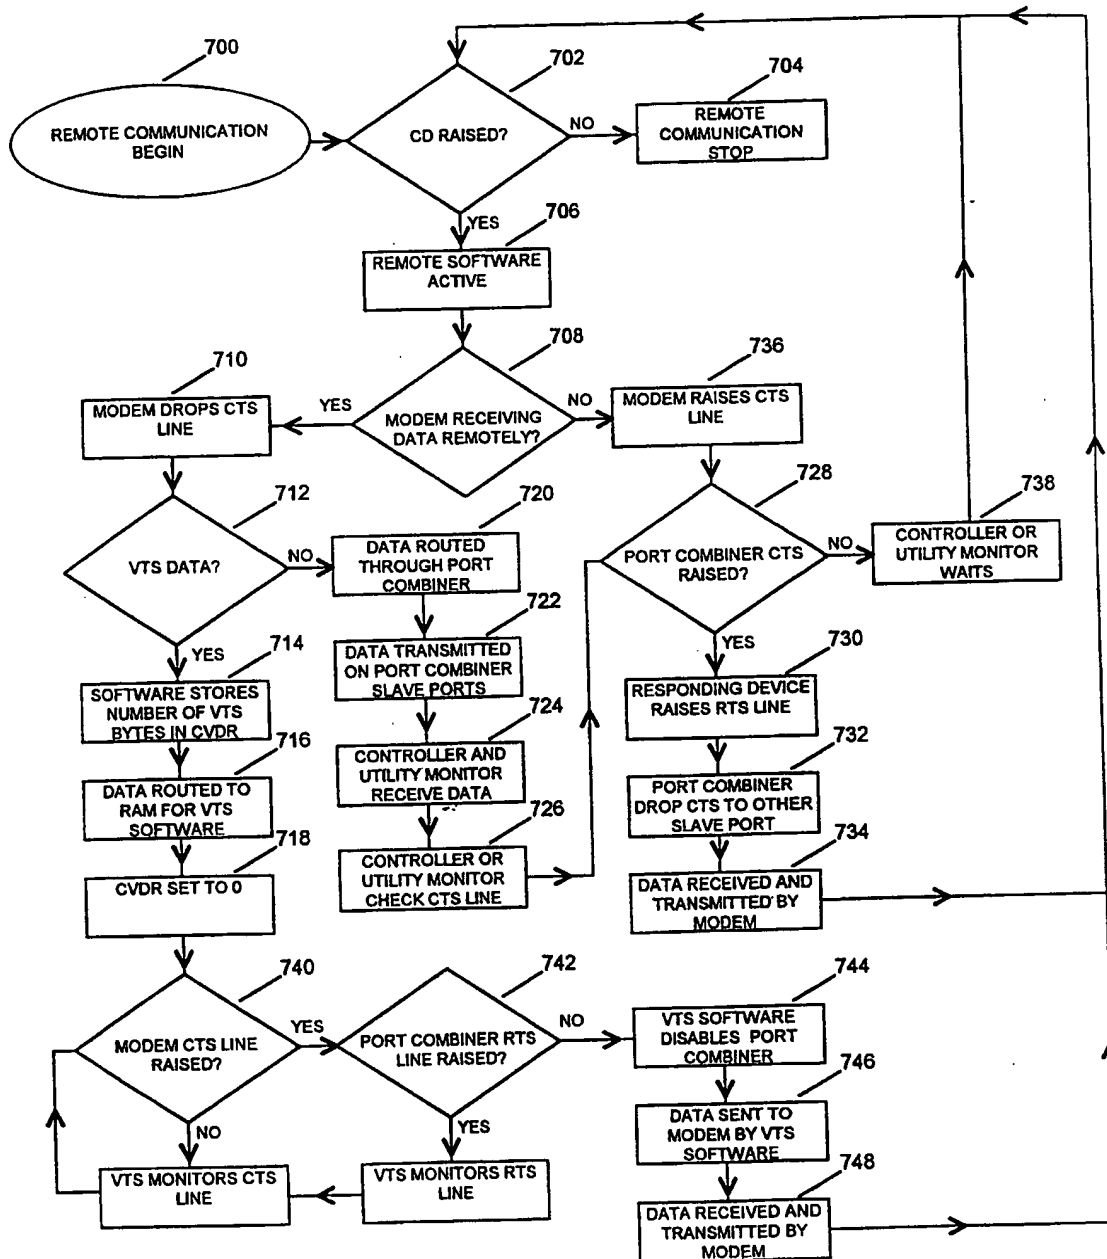 700
REMOTE COMMUNICATION
BEGIN
702
CD RAISED?
NO
704
REMOTE
COMMUNICATION
STOP
YES
706
REMOTE SOFTWARE
ACTIVE
708
MODEM RECEIVING
DATA REMOTELY?
YES
NO
710
MODEM DROPS CTS
LINE
736
MODEM RAISES CTS
LINE
712
VTS DATA?
NO
720
DATA ROUTED
THROUGH PORT
COMBINER
728
PORT COMBINER CTS
RAISED?
NO
738
CONTROLLER OR
UTILITY MONITOR
WAITS
YES
714
SOFTWARE STORES
NUMBER OF VTS
BYTES IN CVDR
722
DATA TRANSMITTED
ON PORT COMBINER
SLAVE PORTS
YES
730
RESPONDING DEVICE
RAISES RTS LINE
716
DATA ROUTED TO
RAM FOR VTS
SOFTWARE
724
CONTROLLER AND
UTILITY MONITOR
RECEIVE DATA
732
PORT COMBINER
DROP CTS TO OTHER
SLAVE PORT
718
CVDR SET TO 0
726
CONTROLLER OR
UTILITY MONITOR
CHECK CTS LINE
734
DATA RECEIVED AND
TRANSMITTED BY
MODEM
740
MODEM CTS LINE
RAISED?
YES
742
PORT COMBINER RTS
LINE RAISED?
NO
744
VTS SOFTWARE
DISABLES PORT
COMBINER
746
DATA SENT TO
MODEM BY VTS
SOFTWARE
NO
VTS MONITORS CTS
LINE
YES
VTS MONITORS RTS
LINE
748
DATA RECEIVED AND
TRANSMITTED BY
MODEM